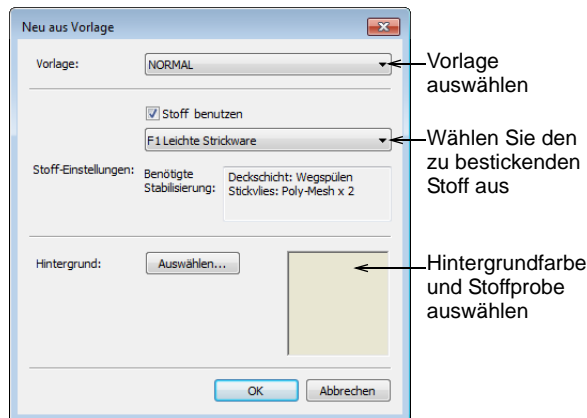 Neu aus Vorlage
Vorlage:
NORMAL
Vorlage
auswählen
Stoff benutzen
F1 Leichte Strickware
Wählen Sie den
zu bestickenden
Stoff aus
Stoff-Einstellungen:
Benötigte
Stabilisierung:
Deckschicht: Wegspülen
Stickvlies: Poly-Mesh x 2
Hintergrund:
Auswählen...
Hintergrundfarbe
und Stoffprobe
auswählen
OK
Abbrechen